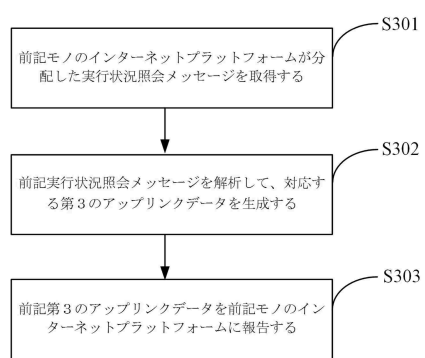 S301
前記モノのインターネットプラットフォームが分
配した実行状況照会メッセージを取得する
S302
前記実行状況照会メッセージを解析して、対応す
る第3のアップリンクデータを生成する
S303
前記第3のアップリンクデータを前記モノのイン
ターネットプラットフォームに報告する